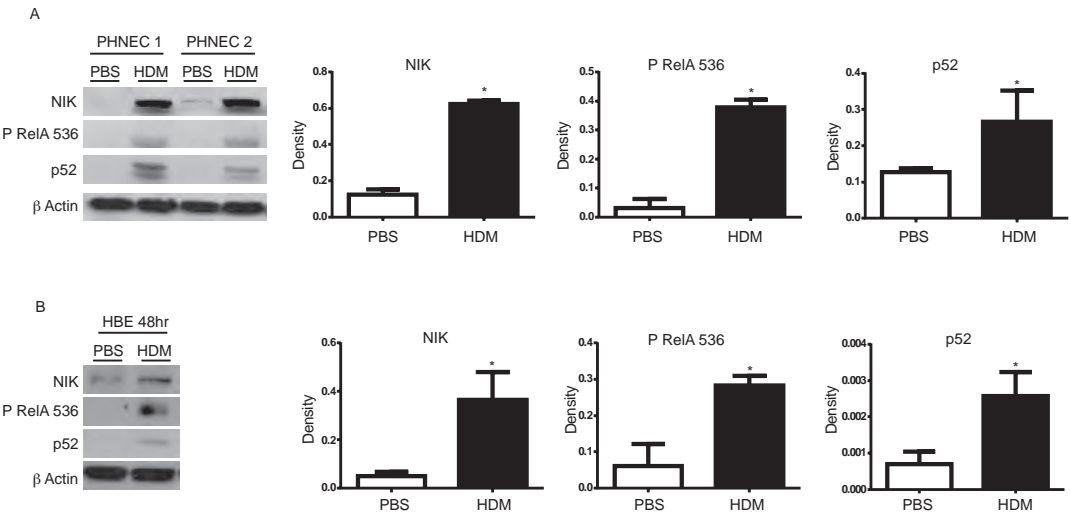 A
PHNEC 1 PHNEC 2
PBS HDM PBS HDM
NIK
P RelA 536
p52
β Actin
NIK
Density
0.8
0.6
0.4
0.2
0.0
*
PBS HDM
P RelA 536
Density
0.5
0.4
0.3
0.2
0.1
0.0
*
PBS HDM
p52
Density
0.4
0.3
0.2
0.1
0.0
*
PBS HDM
B
HBE 48hr
PBS HDM
NIK
P RelA 536
p52
β Actin
NIK
Density
0.6
0.4
0.2
0.0
*
PBS HDM
P RelA 536
Density
0.4
0.3
0.2
0.1
0.0
*
PBS HDM
p52
Density
0.004
0.003
0.002
0.001
0.000
*
PBS HDM